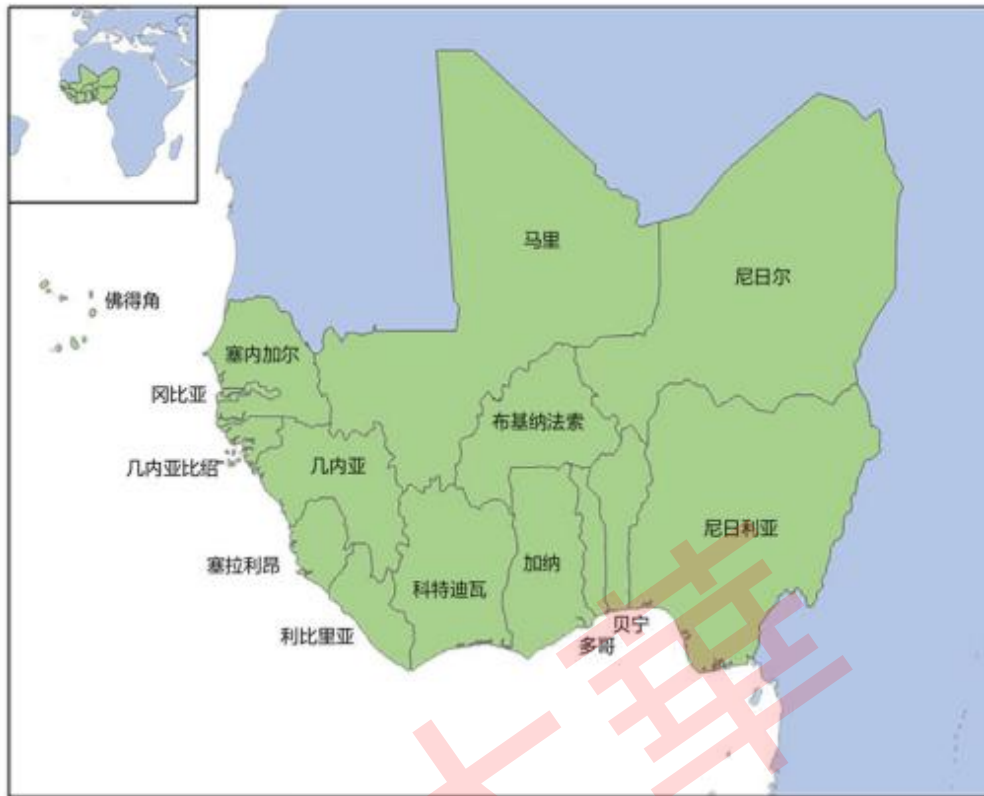 马里
尼日尔
佛得角
塞内加尔
冈比亚
布基纳法索
几内亚比绍
几内亚
尼日利亚
塞拉利昂
科特迪瓦
加纳
利比里亚
贝宁
多哥
華